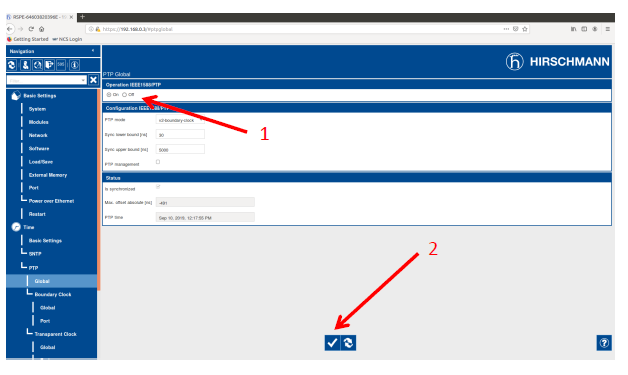 RSPE-64603820398E - Hi
https://192.168.0.3/#ptpglobal
Getting Started
NCS Login
Navigation
HIRSCHMANN
PTP Global
Operation IEEE1588/PTP
On Off
Configuration IEEE1588/PTP
1
PTP mode v2-boundary-clock
Sync lower bound [ns] 30
Sync upper bound [ns] 5000
PTP management
Status
Is synchronized
Max. offset absolute [ns] -491
PTP time Sep 10, 2019, 12:17:55 PM
2
Basic Settings
System
Modules
Network
Software
Load/Save
External Memory
Port
Power over Ethernet
Restart
Time
Basic Settings
SNTP
PTP
Global
Boundary Clock
Global
Port
Transparent Clock
Global